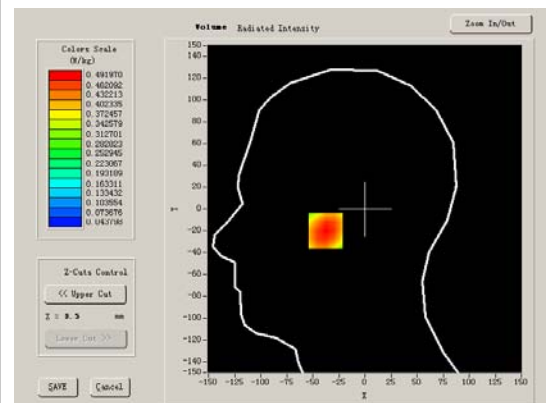 Volume Radiated Intensity
Zoom In/Out
Colors Scale
(W/kg)
0.491970
0.462092
0.432213
0.402335
0.372457
0.342579
0.312701
0.282823
0.252945
0.223067
0.193189
0.163311
0.133432
0.103554
0.073676
0.043798
150
140
120
100
80
60
40
20
Y 0
-20
-40
-60
-80
-100
-120
-140
-150
-150 -125 -100 -75 -50 -25 0 25 50 75 100 125 150
X
Z-Cuts Control
<< Upper Cut
mm
Lower Cut >>
SAVE Cancel